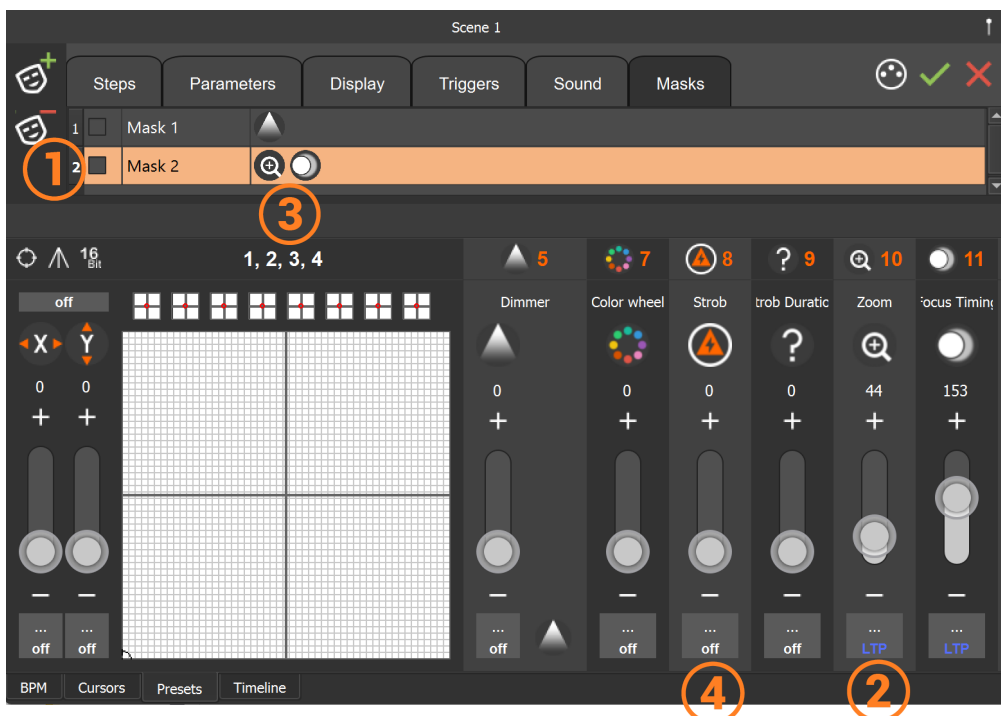 Scene 1
Steps Parameters Display Triggers Sound Masks
1 Mask 1
1 2 Mask 2
3
16 Bit 1, 2, 3, 4 5 7 8 9 10 11
off Dimmer Color wheel Strob trob Duratic Zoom Focus Timing
X Y ?
0 0 0 0 0 0 44 153
+ + + + + + + +
− − − − − − − −
... ... ... ... ... ... ... ...
off off off off off off LTP LTP
BPM Cursors Presets Timeline 4 2